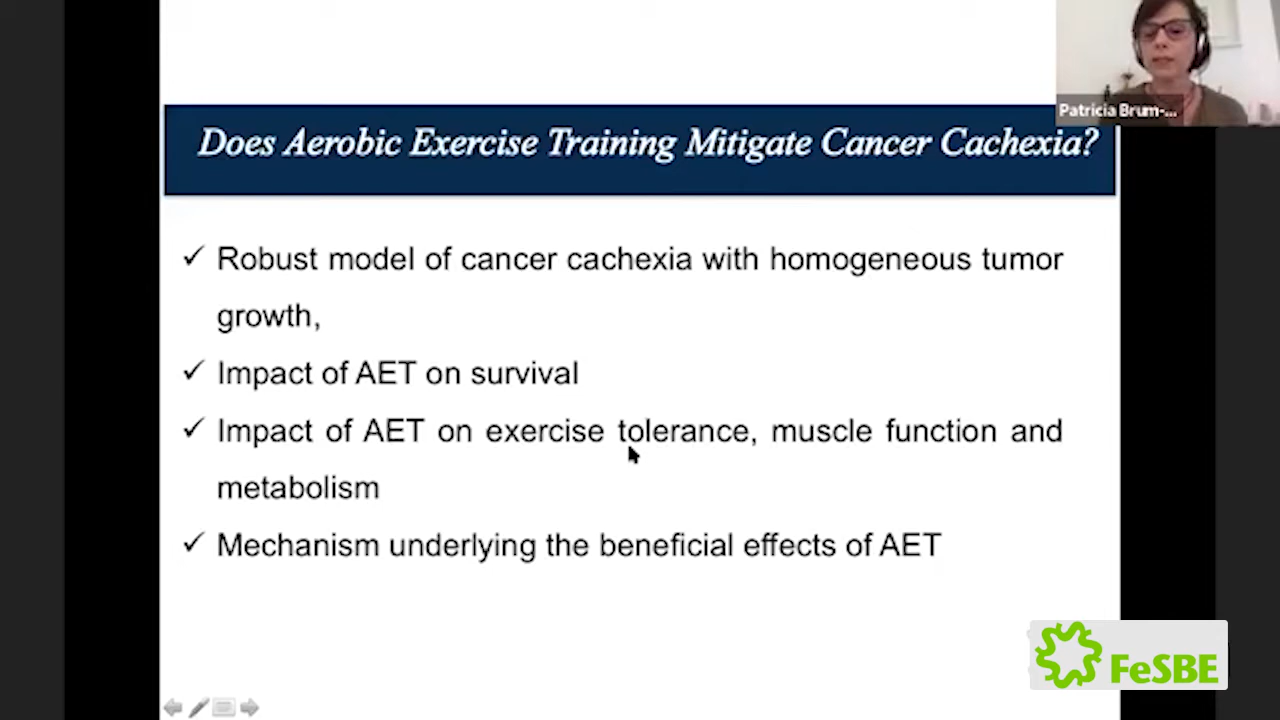 Patricia Brum-...
Does Aerobic Exercise Training Mitigate Cancer Cachexia?
✓ Robust model of cancer cachexia with homogeneous tumor
growth,
✓ Impact of AET on survival
✓ Impact of AET on exercise tolerance, muscle function and
metabolism
✓ Mechanism underlying the beneficial effects of AET
FeSBE